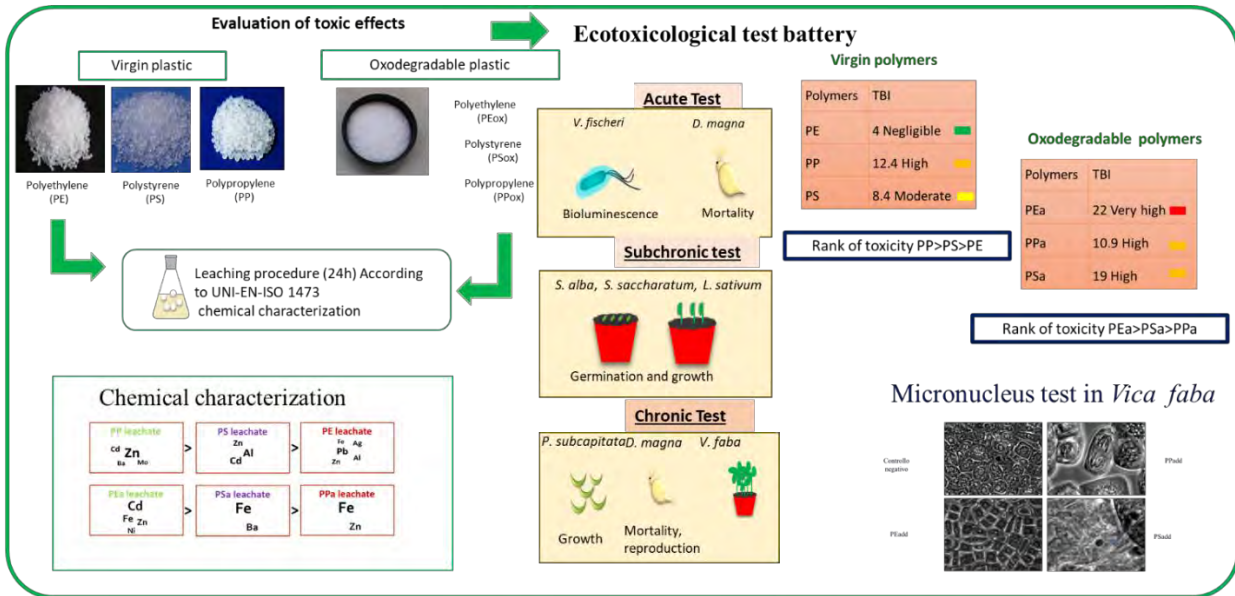 Evaluation of toxic effects
Ecotoxicological test battery
Virgin plastic
Oxodegradable plastic
Polyethylene
(PE)
Polystyrene
(PS)
Polypropylene
(PP)
Polyethylene
(PEox)
Polystyrene
(PSox)
Polypropylene
(PPox)
Leaching procedure (24h) According
to UNI-EN-ISO 1473
chemical characterization
Chemical characterization
PP leachate
Cd Zn
Ba Mo
>
PS leachate
Zn
Al
Cd
>
PE leachate
Fe Ag
Pb
Zn Al
PEa leachate
Cd
Fe Zn
Ni
>
PSa leachate
Fe
Ba
>
PPa leachate
Fe
Zn
Acute Test
V. fischeri D. magna
Bioluminescence Mortality
Subchronic test
S. alba, S. saccharatum, L. sativum
Germination and growth
Chronic Test
P. subcapitata D. magna V. faba
Growth
Mortality,
reproduction
Virgin polymers
Polymers TBI
PE 4 Negligible
PP 12.4 High
PS 8.4 Moderate
Rank of toxicity PP>PS>PE
Oxodegradable polymers
Polymers TBI
PEa 22 Very high
PPa 10.9 High
PSa 19 High
Rank of toxicity PEa>PSa>PPa
Micronucleus test in Vica faba
Controllo
negativo
PPadd
PEadd
PSadd